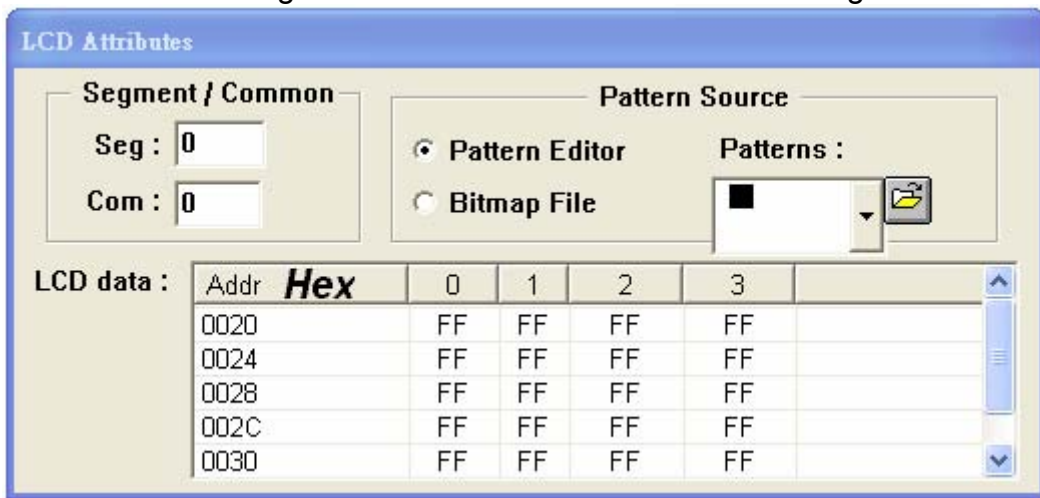 LCD Attributes
Segment / Common
Seg : 0
Com : 0
Pattern Source
Pattern Editor
Bitmap File
Patterns :
LCD data :
Addr Hex 0 1 2 3
0020 FF FF FF FF
0024 FF FF FF FF
0028 FF FF FF FF
002C FF FF FF FF
0030 FF FF FF FF